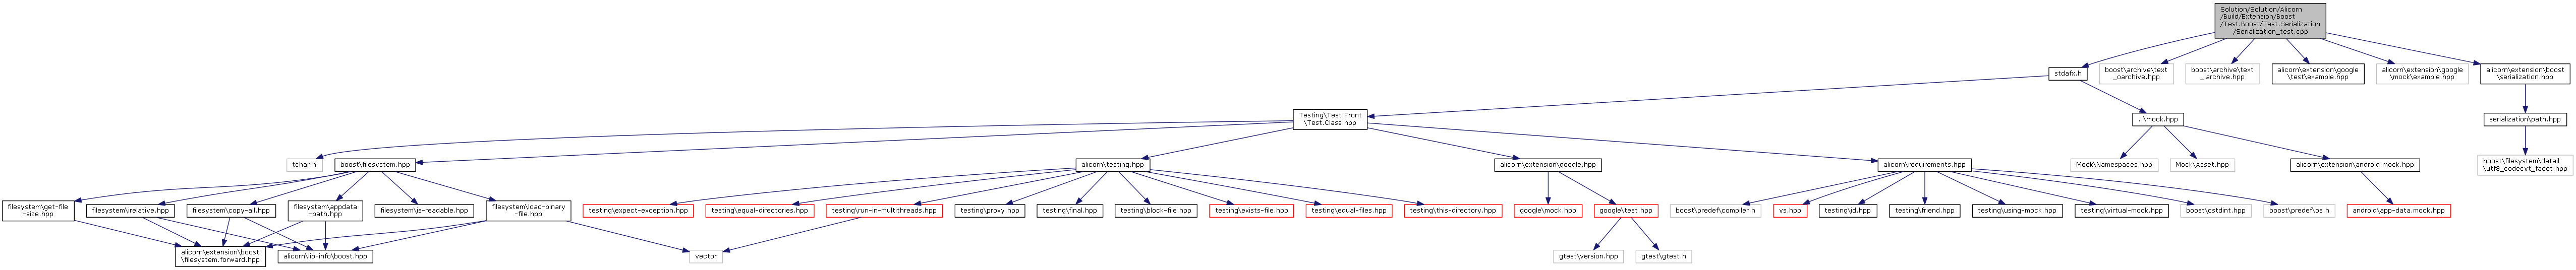 Solution/Solution/Alicorn
/Build/Extension/Boost
/Test.Boost/Test.Serialization
/Serialization_test.cpp
stdafx.h
boost\archive\text
_oarchive.hpp
boost\archive\text
_iarchive.hpp
alicorn\extension\google
\test\example.hpp
alicorn\extension\google
\mock\example.hpp
alicorn\extension\boost
\serialization.hpp
Testing\Test.Front
\Test.Class.hpp
..\mock.hpp
serialization\path.hpp
tchar.h
boost\filesystem.hpp
alicorn\testing.hpp
alicorn\extension\google.hpp
alicorn\requirements.hpp
Mock\Namespaces.hpp
Mock\Asset.hpp
alicorn\extension\android.mock.hpp
boost\filesystem\detail
\utf8_codecvt_facet.hpp
filesystem\get-file
-size.hpp
filesystem\irelative.hpp
filesystem\copy-all.hpp
filesystem\appdata
-path.hpp
filesystem\is-readable.hpp
filesystem\load-binary
-file.hpp
testing\expect-exception.hpp
testing\equal-directories.hpp
testing\run-in-multithreads.hpp
testing\proxy.hpp
testing\final.hpp
testing\block-file.hpp
testing\exists-file.hpp
testing\equal-files.hpp
testing\this-directory.hpp
google\mock.hpp
google\test.hpp
boost\predef\compiler.h
vs.hpp
testing\id.hpp
testing\friend.hpp
testing\using-mock.hpp
testing\virtual-mock.hpp
boost\cstdint.hpp
boost\predef\os.h
android\app-data.mock.hpp
alicorn\extension\boost
\filesystem.forward.hpp
alicorn\lib-info\boost.hpp
vector
gtest\version.hpp
gtest\gtest.h